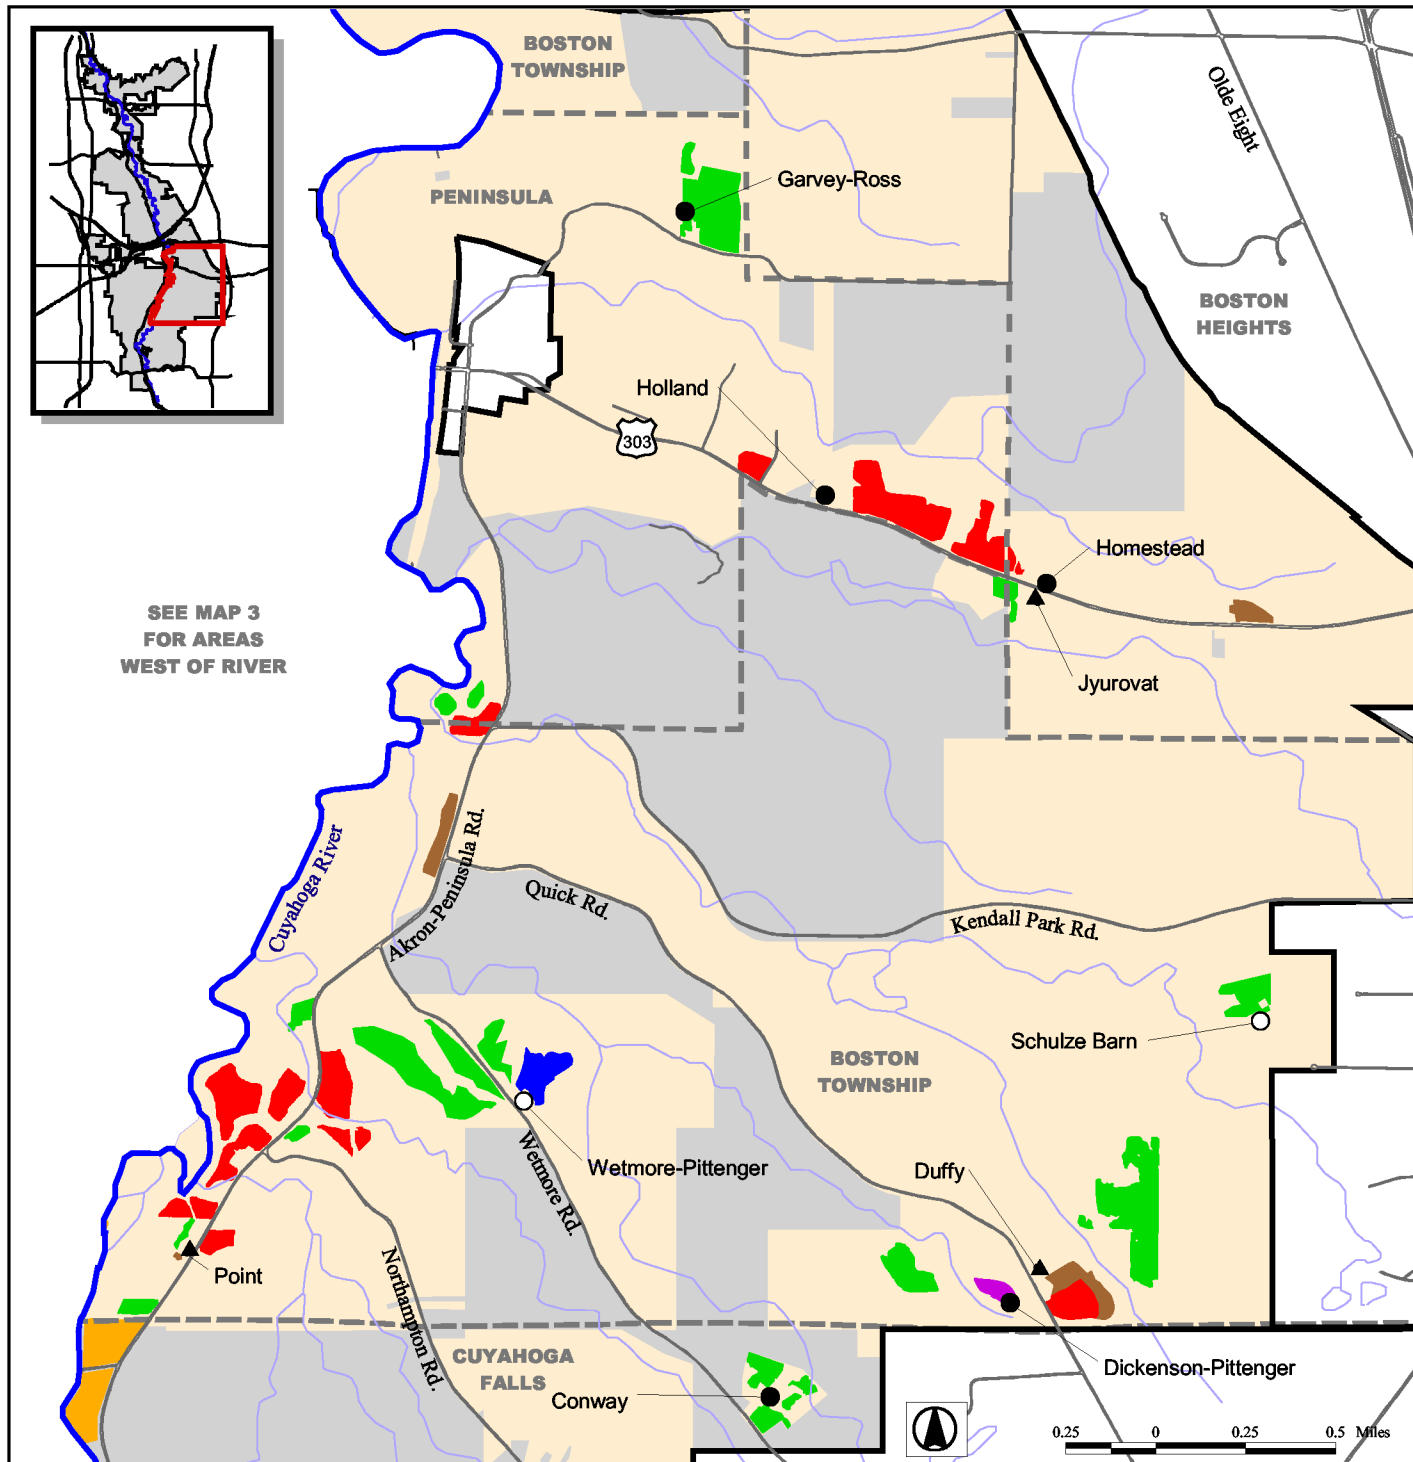 BOSTON
TOWNSHIP
Olde Eight
Garvey-Ross
PENINSULA
BOSTON
HEIGHTS
Holland
303
Homestead
SEE MAP 3
FOR AREAS
WEST OF RIVER
Jyurovat
Cuyahoga River
Akron-Peninsula Rd.
Quick Rd.
Kendall Park Rd.
Schulze Barn
BOSTON
TOWNSHIP
Wetmore-Pittenger
Wetmore Rd.
Duffy
Point
Northampton Rd.
CUYAHOGA
FALLS
Conway
Dickenson-Pittenger
0.25 0 0.25 0.5 Miles